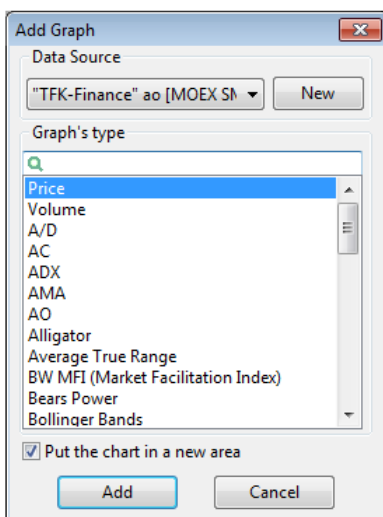 Add Graph
Data Source
"TFK-Finance" ao [MOEX SM
New
Graph's type
Price
Volume
A/D
AC
ADX
AMA
AO
Alligator
Average True Range
BW MFI (Market Facilitation Index)
Bears Power
Bollinger Bands
Put the chart in a new area
Add
Cancel